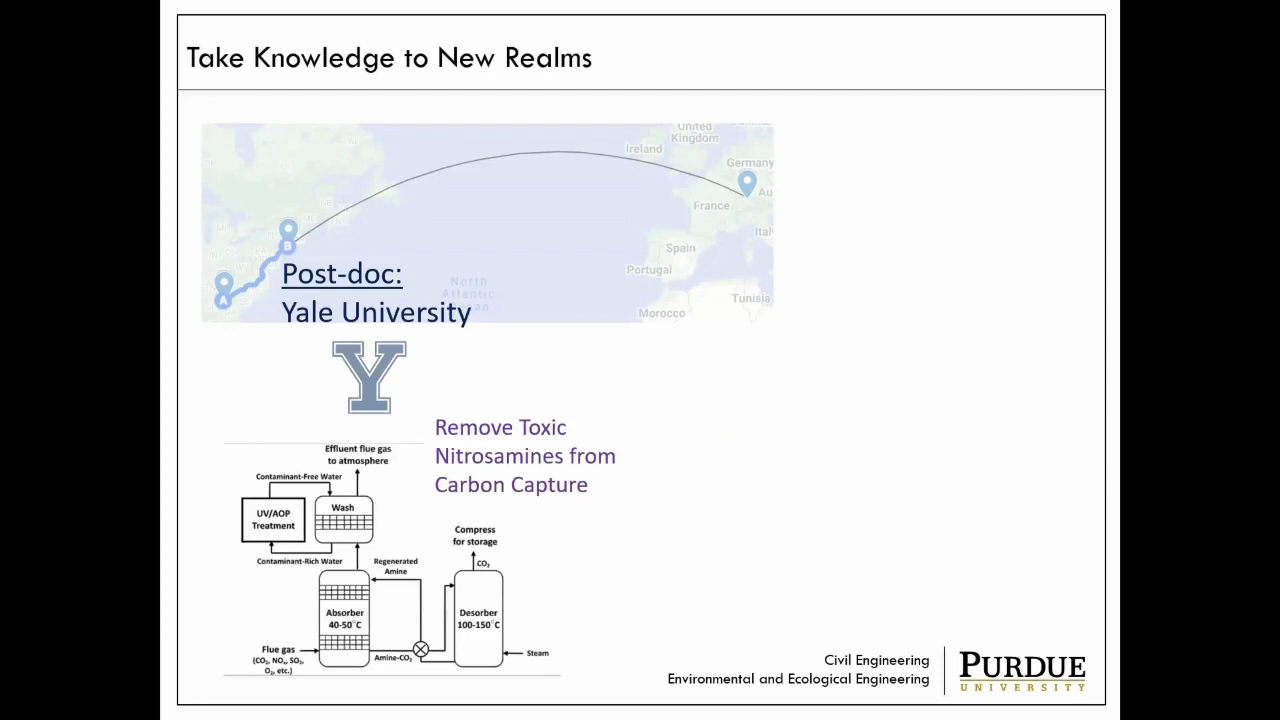 Take Knowledge to New Realms
United
Kingdom
Ireland
Germany
Au
France
Ital
Spain
Portugal
Tunisia
Morocco
North
Atlantic
B
A
Post-doc:
Yale University
Y
Remove Toxic
Nitrosamines from
Carbon Capture
Effluent flue gas
to atmosphere
Contaminant-Free Water
UV/AOP
Treatment
Wash
Contaminant-Rich Water
Compress
for storage
CO₂
Regenerated
Amine
Absorber
40-50°C
Desorber
100-150°C
Flue gas
(CO₂, NOₓ, SO₂,
O₂, etc.)
Amine-CO₂
Steam
Civil Engineering
Environmental and Ecological Engineering
PURDUE
UNIVERSITY